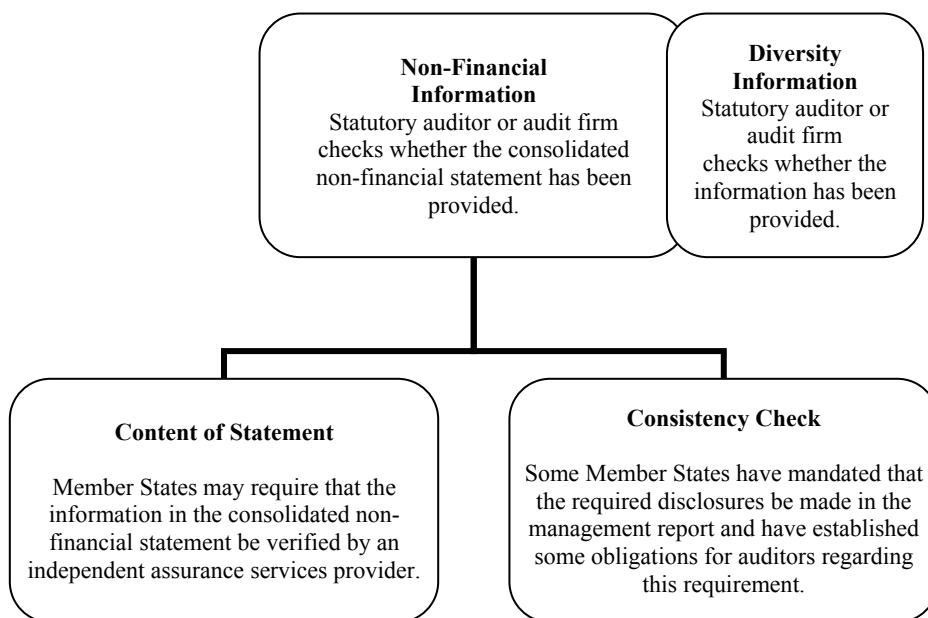 Non-Financial
Information
Statutory auditor or audit firm
checks whether the consolidated
non-financial statement has been
provided.
Diversity
Information
Statutory auditor or
audit firm
checks whether the
information has been
provided.
Content of Statement
Member States may require that the
information in the consolidated non-
financial statement be verified by an
independent assurance services provider.
Consistency Check
Some Member States have mandated that
the required disclosures be made in the
management report and have established
some obligations for auditors regarding
this requirement.